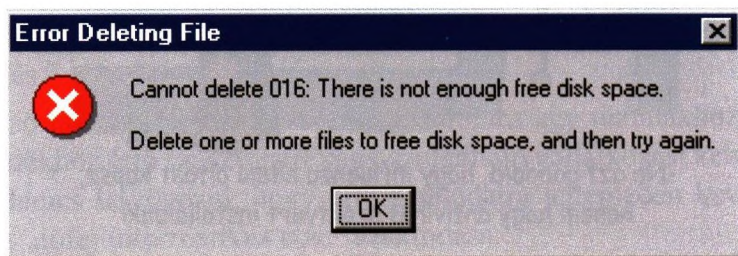 Error Deleting File
Cannot delete 016: There is not enough free disk space.
Delete one or more files to free disk space, and then try again.
OK